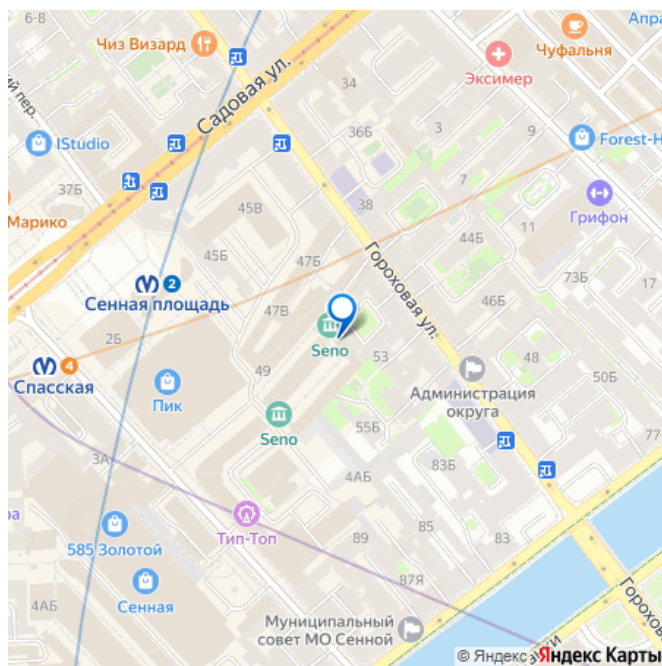 6-8
Чиз Визард
Апра
Чуфальня
Эксимер
Садовая ул.
34
ий пер.
IStudio
36Б
3
9
Forest-H
37Б
7
Марико
45В
38
Грифон
11
44Б
45Б
47Б
Гороховая ул.
73Б
17
2
Сенная площадь
47В
46Б
2Б
Seno
53
48
4
Спасская
49
Пик
Администрация
округа
50Б
Seno
55Б
77
3А
4АБ
83Б
ра
Тип-Топ
585 Золотой
89
85
83
Сенная
87Я
4АБ
Горохов
Муниципальный
совет МО Сенной
© Яндекс
Яндекс Карты